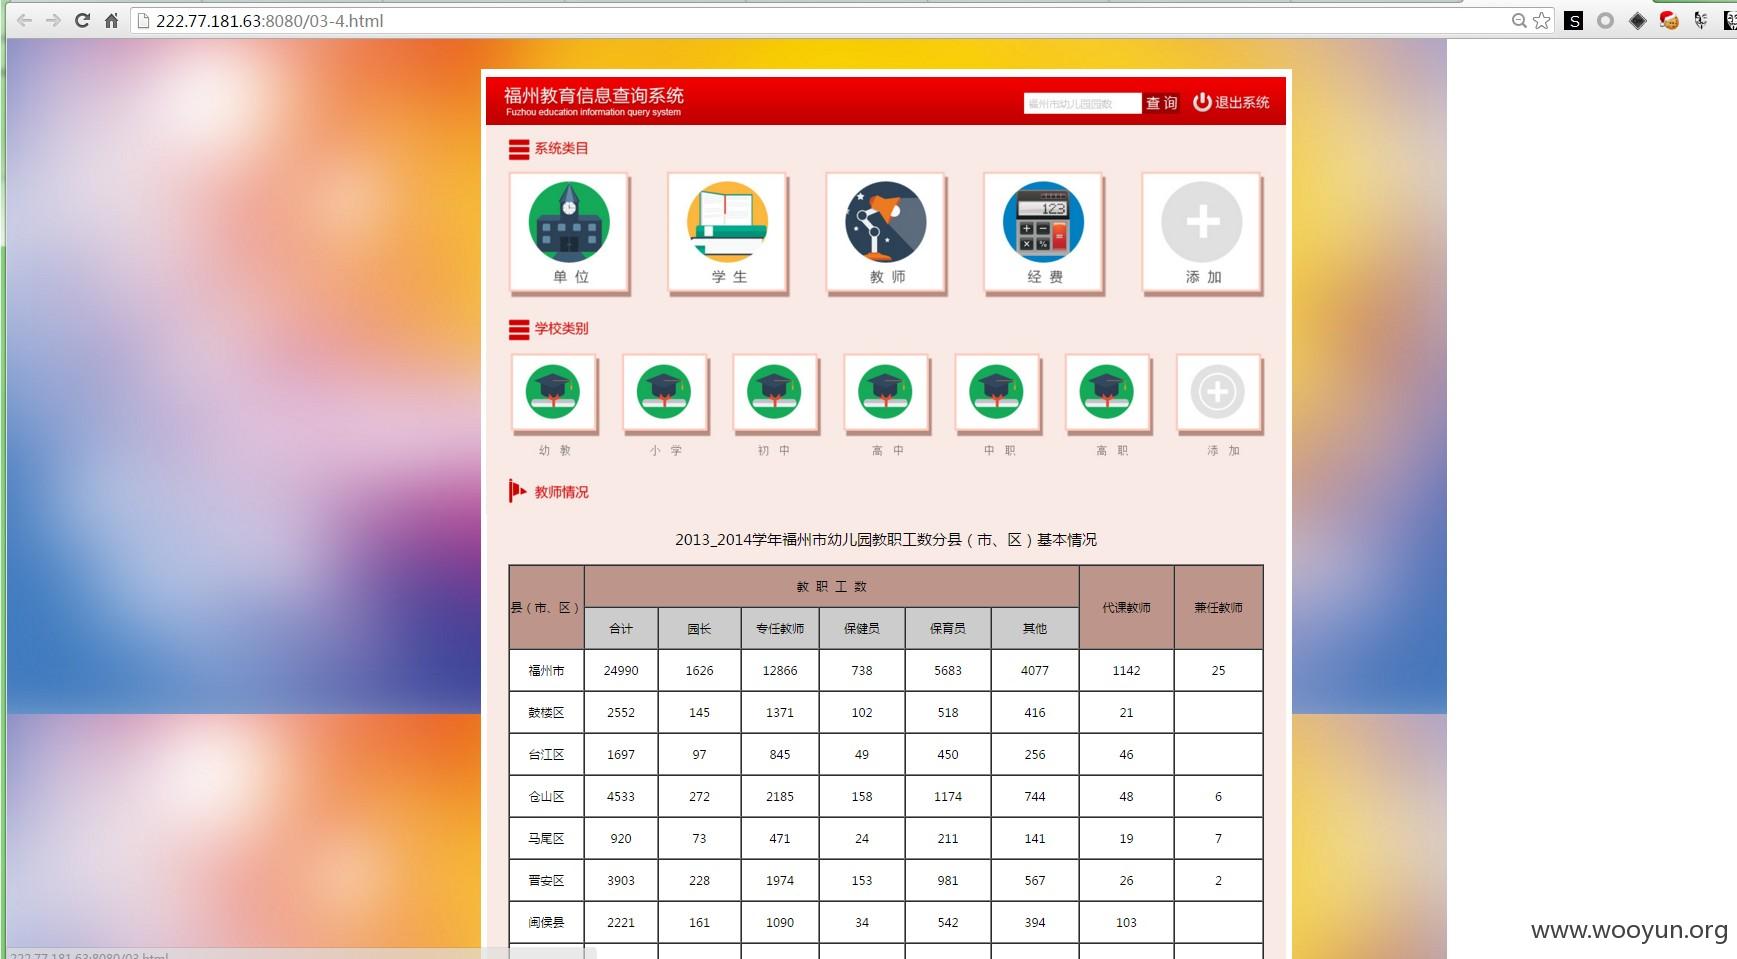 222.77.181.63:8080/03-4.html
福州教育信息查询系统
Fuzhou education information query system
福州市幼儿园园数
查 询
退出系统
系统类目
123
单 位
学 生
教 师
经 费
添 加
学校类别
幼 教
小 学
初 中
高 中
中 职
高 职
添 加
教师情况
2013_2014学年福州市幼儿园教职工数分县（市、区）基本情况
县（市、区） 教 职 工 数 代课教师 兼任教师
合计 园长 专任教师 保健员 保育员 其他
福州市 24990 1626 12866 738 5683 4077 1142 25
鼓楼区 2552 145 1371 102 518 416 21
台江区 1697 97 845 49 450 256 46
仓山区 4533 272 2185 158 1174 744 48 6
马尾区 920 73 471 24 211 141 19 7
晋安区 3903 228 1974 153 981 567 26 2
闽侯县 2221 161 1090 34 542 394 103
www.wooyun.org
222.77.181.63:8080/03.html